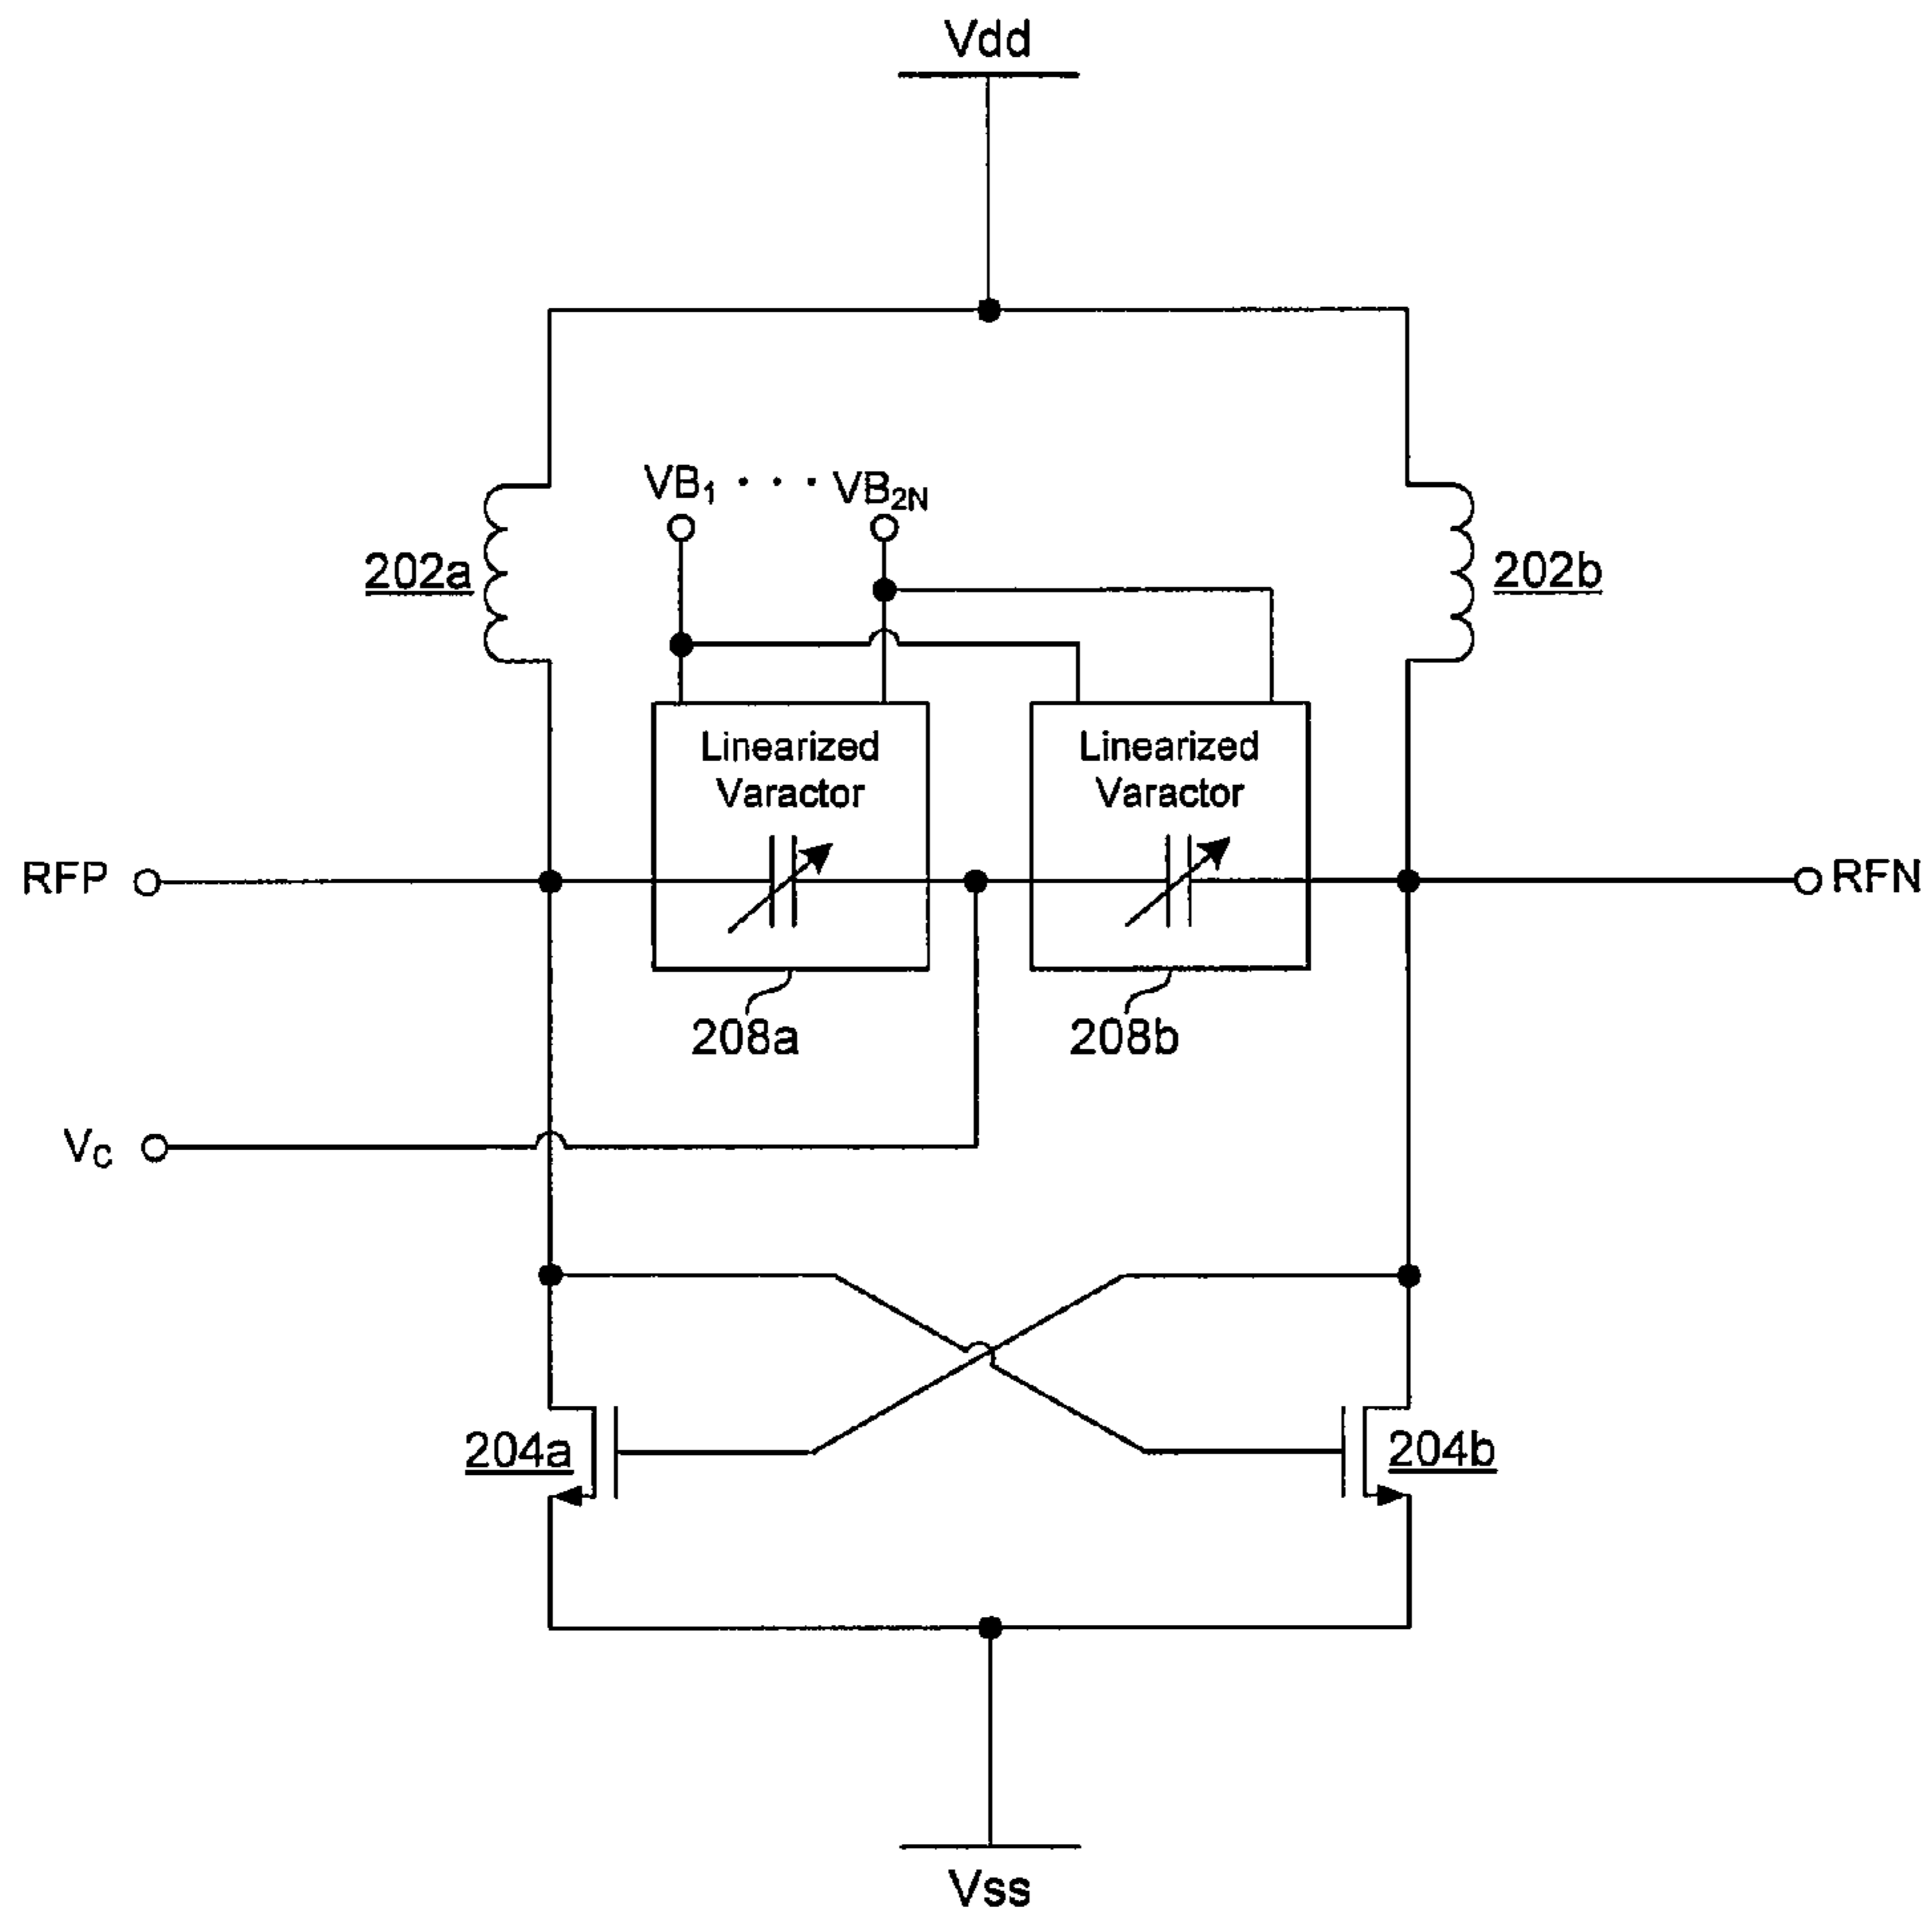 Vdd
VB₁ · · · VB₂N
202a
202b
Linearized
Varactor
Linearized
Varactor
RFP
RFN
208a
208b
VC
204a
204b
Vss